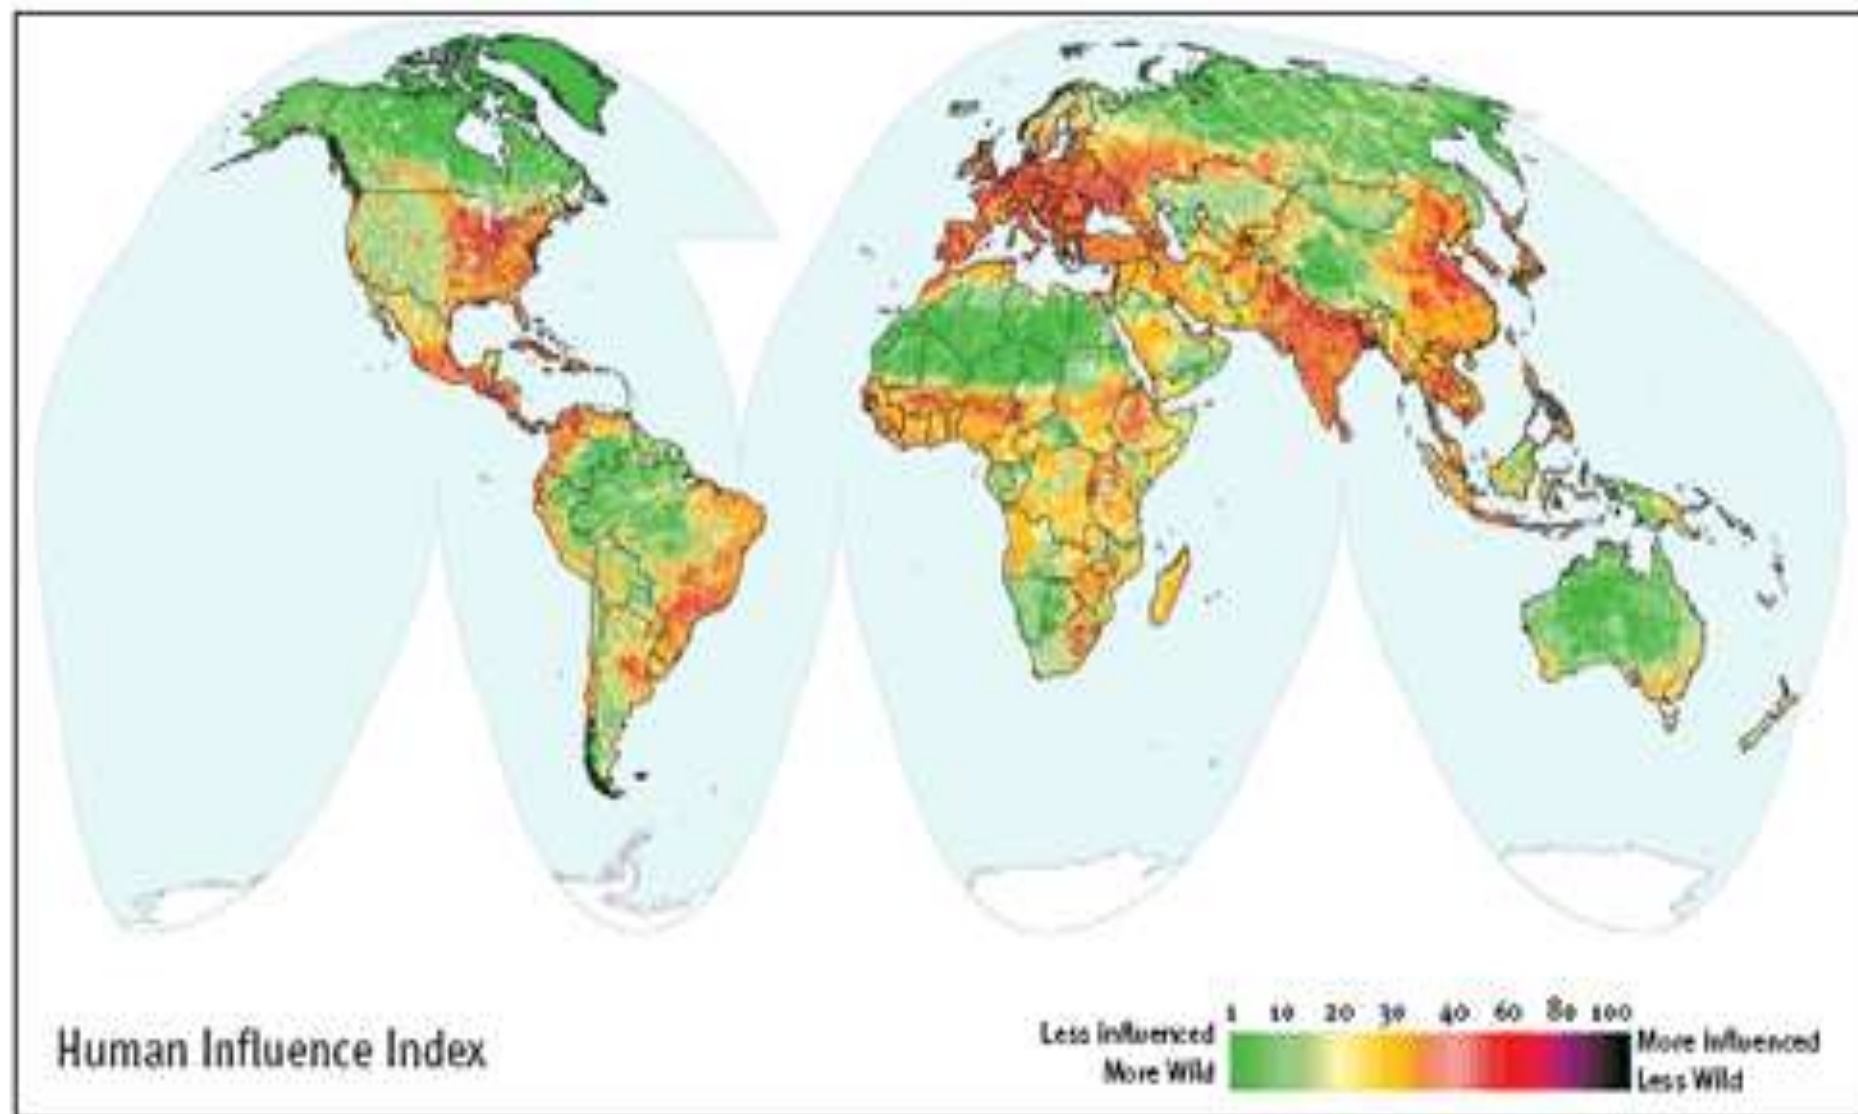 Human Influence Index
1 10 20 30 40 60 80 100
Less influenced
More Wild
More Influenced
Less Wild